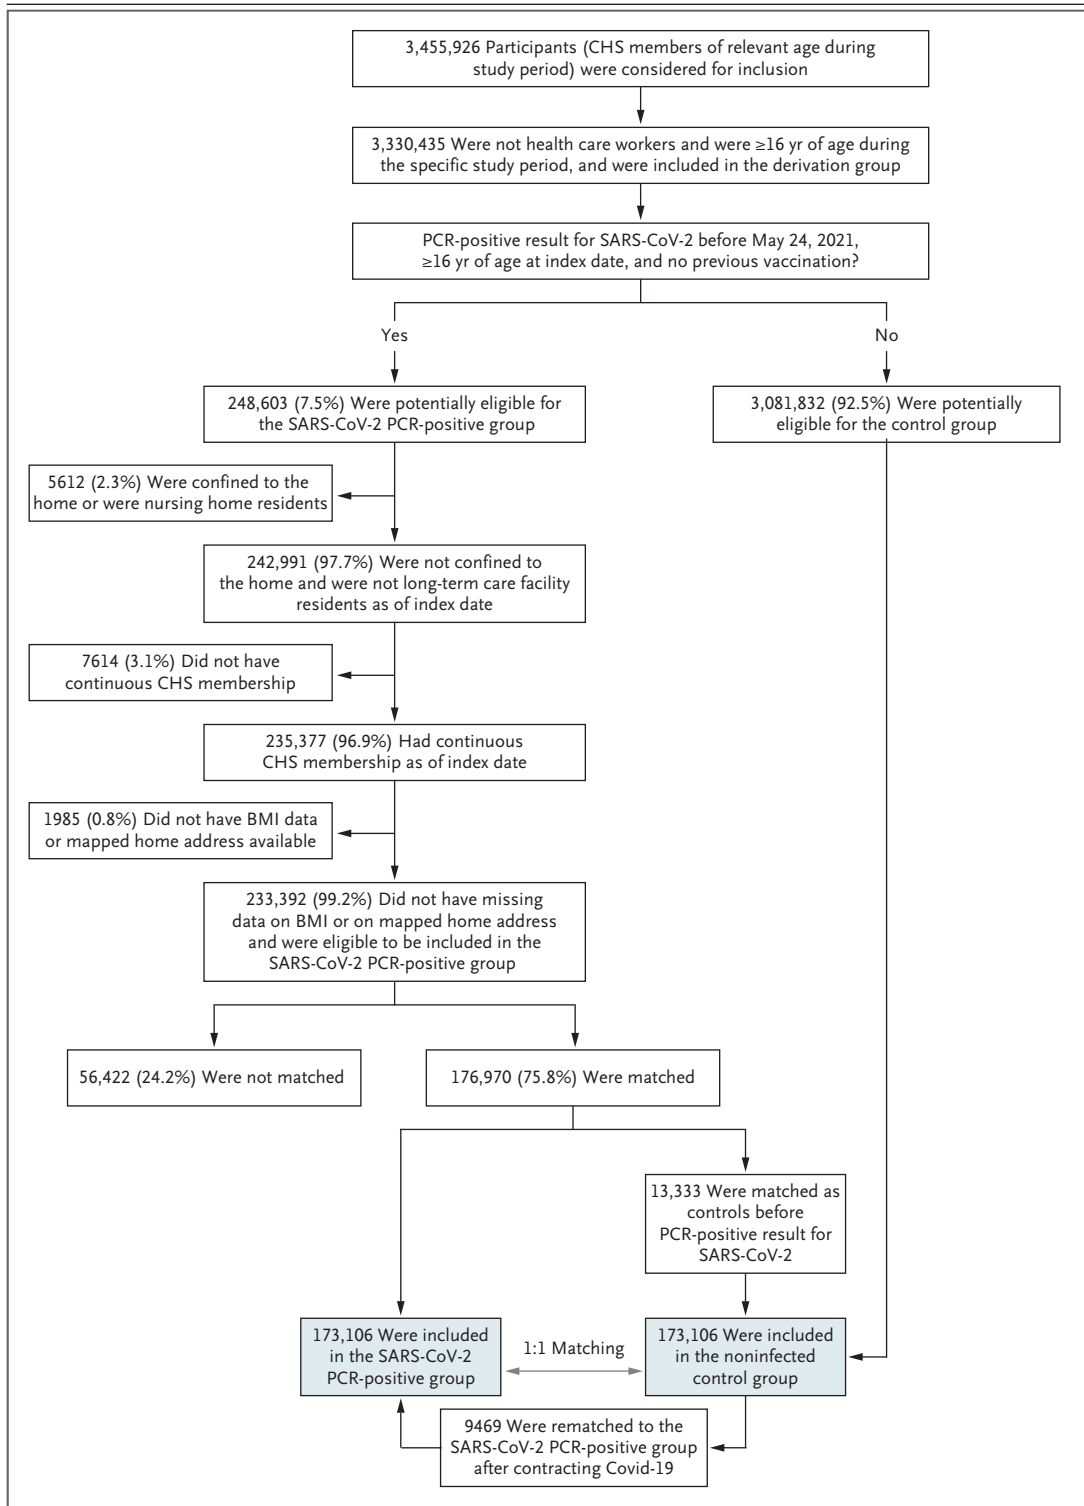 3,455,926 Participants (CHS members of relevant age during
study period) were considered for inclusion
3,330,435 Were not health care workers and were ≥16 yr of age during
the specific study period, and were included in the derivation group
PCR-positive result for SARS-CoV-2 before May 24, 2021,
≥16 yr of age at index date, and no previous vaccination?
Yes
No
248,603 (7.5%) Were potentially eligible for
the SARS-CoV-2 PCR-positive group
3,081,832 (92.5%) Were potentially
eligible for the control group
5612 (2.3%) Were confined to the
home or were nursing home residents
242,991 (97.7%) Were not confined to
the home and were not long-term care facility
residents as of index date
7614 (3.1%) Did not have
continuous CHS membership
235,377 (96.9%) Had continuous
CHS membership as of index date
1985 (0.8%) Did not have BMI data
or mapped home address available
233,392 (99.2%) Did not have missing
data on BMI or on mapped home address
and were eligible to be included in the
SARS-CoV-2 PCR-positive group
56,422 (24.2%) Were not matched
176,970 (75.8%) Were matched
13,333 Were matched as
controls before
PCR-positive result for
SARS-CoV-2
173,106 Were included
in the SARS-CoV-2
PCR-positive group
1:1 Matching
173,106 Were included
in the noninfected
control group
9469 Were rematched to the
SARS-CoV-2 PCR-positive group
after contracting Covid-19